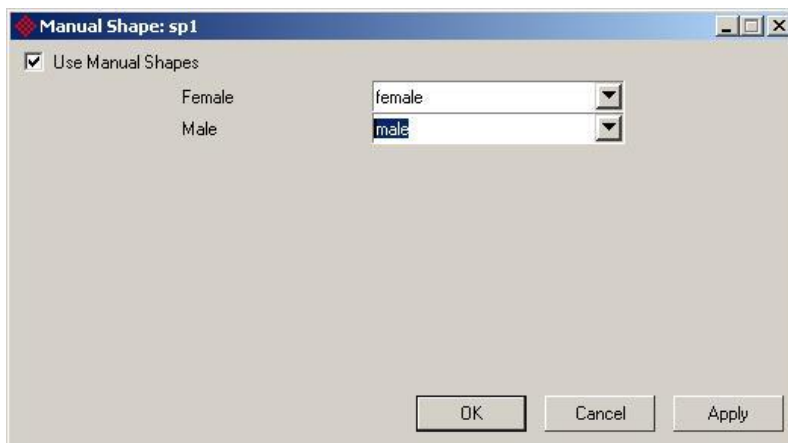 Manual Shape: sp1
Use Manual Shapes
Female female
Male male
OK Cancel Apply